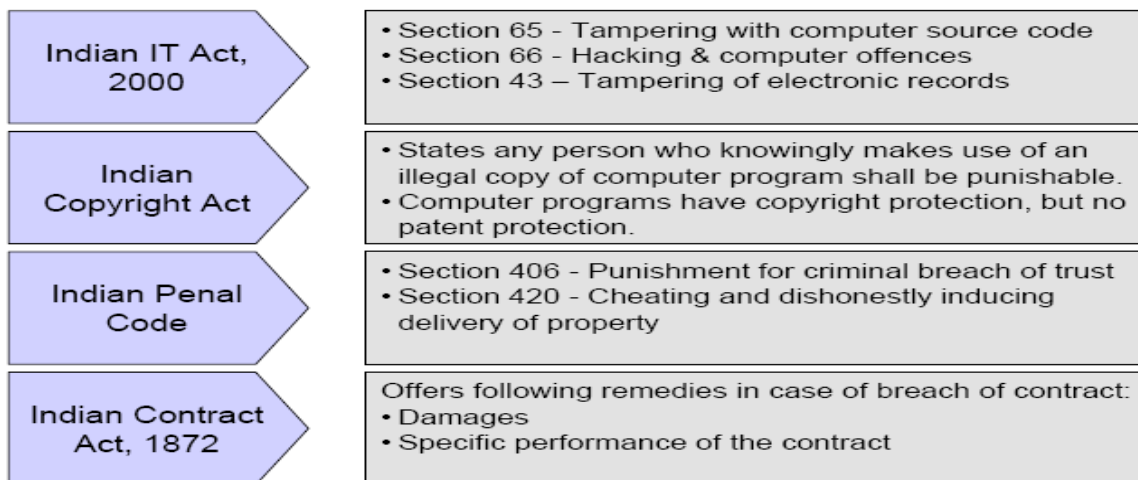 Indian IT Act,
2000
• Section 65 - Tampering with computer source code
• Section 66 - Hacking & computer offences
• Section 43 – Tampering of electronic records
Indian
Copyright Act
• States any person who knowingly makes use of an
illegal copy of computer program shall be punishable.
• Computer programs have copyright protection, but no
patent protection.
Indian Penal
Code
• Section 406 - Punishment for criminal breach of trust
• Section 420 - Cheating and dishonestly inducing
delivery of property
Indian Contract
Act, 1872
Offers following remedies in case of breach of contract:
• Damages
• Specific performance of the contract